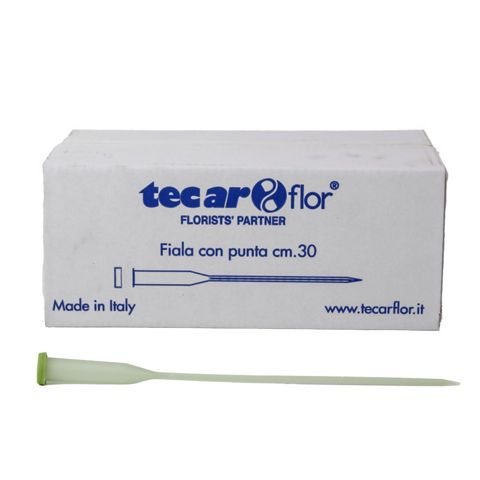 tecar flor®
FLORISTS' PARTNER
Fiala con punta cm.30
Made in Italy
www.tecarflor.it